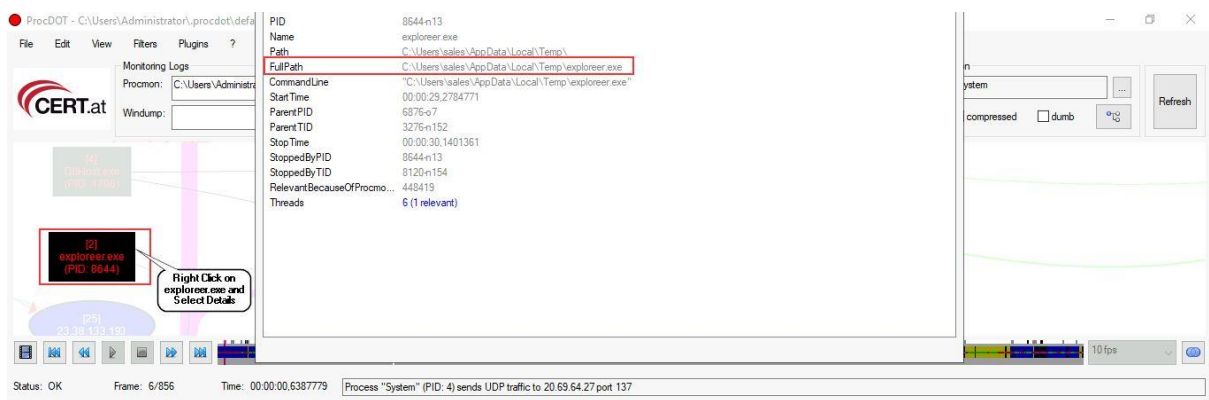 ProcDOT - C:\Users\Administrator\.procdot\defa
File Edit View Filters Plugins ?
Monitoring Logs
Procmon: C:\Users\Administra
Windump:
CERT.at
PID 8644-n13
Name exploreer.exe
Path C:\Users\sales\AppData\Local\Temp\
FullPath C:\Users\sales\AppData\Local\Temp\exploreer.exe
CommandLine "C:\Users\sales\AppData\Local\Temp\exploreer.exe"
StartTime 00:00:29,2784771
ParentPID 6876-o7
ParentTID 3276-n152
StopTime 00:00:30,1401361
StoppedByPID 8644-n13
StoppedByTID 8120-n154
RelevantBecauseOfProcmo... 448419
Threads 6 (1 relevant)
n
ystem ...
compressed dumb
Refresh
[4]
[2]
exploreer.exe
(PID: 8644)
Right Click on
exploreer.exe and
Select Details
[25]
23.38.133.193
10 fps
Status: OK Frame: 6/856 Time: 00:00:00,6387779 Process "System" (PID: 4) sends UDP traffic to 20.69.64.27 port 137